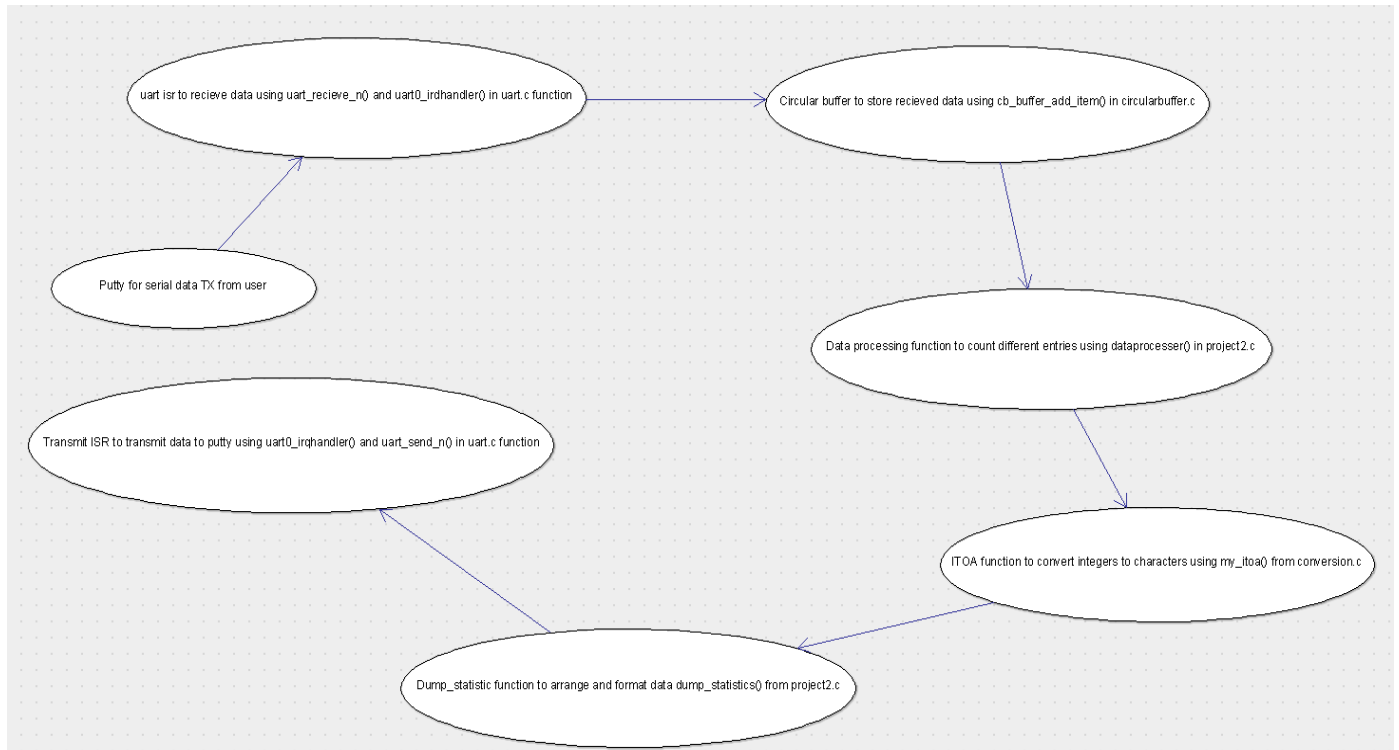 uart isr to recieve data using uart_recieve_n() and uart0_irdhandler() in uart.c function
Circular buffer to store recieved data using cb_buffer_add_item() in circularbuffer.c
Putty for serial data TX from user
Data processing function to count different entries using dataprocesser() in project2.c
Transmit ISR to transmit data to putty using uart0_irqhandler() and uart_send_n() in uart.c function
ITOA function to convert integers to characters using my_itoa() from conversion.c
Dump_statistic function to arrange and format data dump_statistics() from project2.c